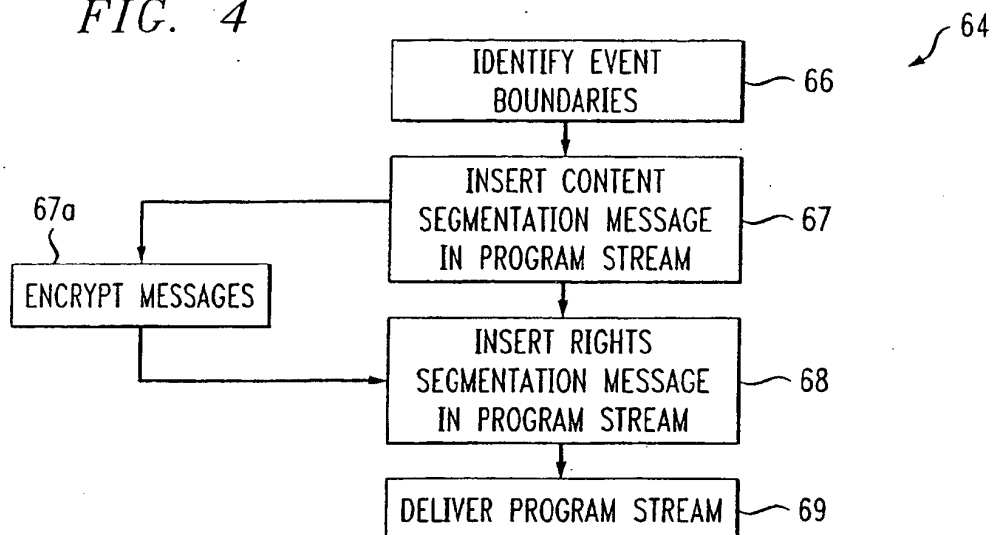 FIG. 4
64
IDENTIFY EVENT
BOUNDARIES
66
INSERT CONTENT
SEGMENTATION MESSAGE
IN PROGRAM STREAM
67
67a
ENCRYPT MESSAGES
INSERT RIGHTS
SEGMENTATION MESSAGE
IN PROGRAM STREAM
68
DELIVER PROGRAM STREAM
69